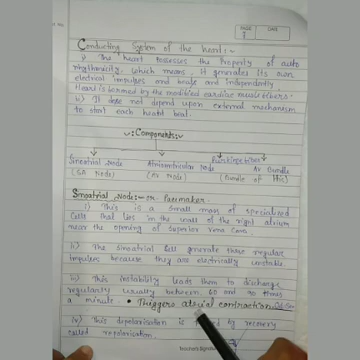 PAGE
DATE
Conducting System of the heart:-
i) The heart possesses the Property of auto
rhythmicity. Which means, it generates its own
electrical impulses and beats independently
Heart is formed by the modified cardiac muscle fibers.
ii) It does not depend upon external mechanism
to start each heart beat.
Components
Sinoatrial Node
Atrioventricular Node
Purkinje fibres
Av Bundle
(SA Node)
(AV Node)
(Bundle of His)
Sinoatrial Node:- or Pacemaker.
i) This is a Small mass of specialized
Cells that lies in the wall of the right atrium
near the opening of Superior Vena Cava.
ii) The sinoatrial Cell generate these regular
impulses because they are electrically unstable
iii) This instability leads them to discharge
regularly usually between 60 and 80 times
a minute. • Triggers atrial contraction
iv) This depolarisation is by recovery
called repolarisation.